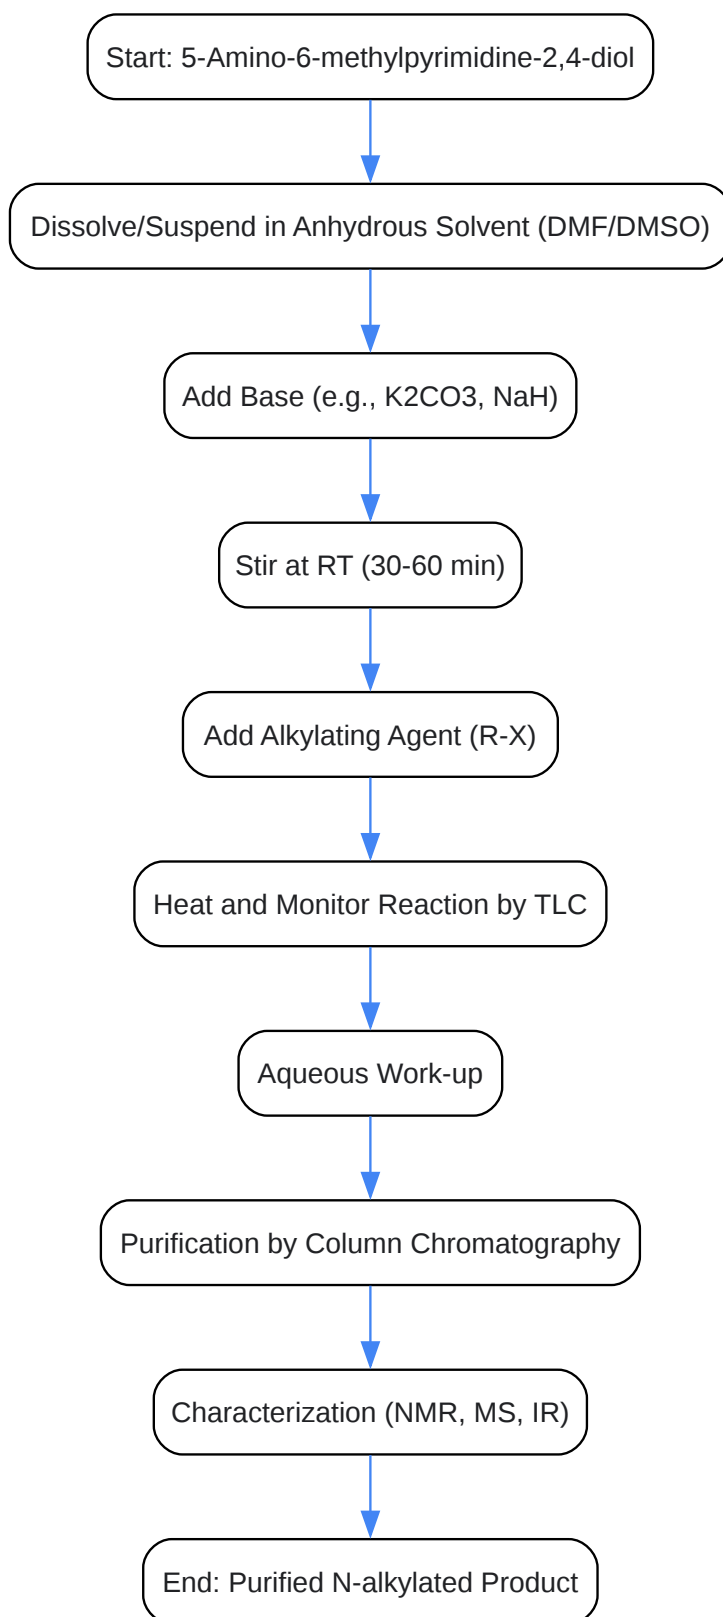 Start: 5-Amino-6-methylpyrimidine-2,4-diol
Dissolve/Suspend in Anhydrous Solvent (DMF/DMSO)
Add Base (e.g., K2CO3, NaH)
Stir at RT (30-60 min)
Add Alkylating Agent (R-X)
Heat and Monitor Reaction by TLC
Aqueous Work-up
Purification by Column Chromatography
Characterization (NMR, MS, IR)
End: Purified N-alkylated Product